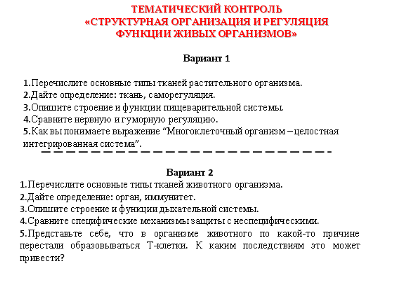 ТЕМАТИЧЕСКИЙ КОНТРОЛЬ
«СТРУКТУРНАЯ ОРГАНИЗАЦИЯ И РЕГУЛЯЦИЯ
ФУНКЦИИ ЖИВЫХ ОРГАНИЗМОВ»
Вариант 1
1.Перечислите основные типы тканей растительного организма.
2.Дайте определение: ткань, саморегуляция.
3.Опишите строение и функции пищеварительной системы.
4.Сравните нервную и гуморную регуляцию.
5.Как вы понимаете выражение "Многоклеточный организм – целостная
интегрированная система".
Вариант 2
1.Перечислите основные типы тканей животного организма.
2.Дайте определение: орган, иммунитет.
3.Опишите строение и функции дыхательной системы.
4.Сравните специфические механизмы защиты с неспецифическими.
5.Представьте себе, что в организме животного по какой-то причине
перестали образовываться Т-клетки. К каким последствиям это может
привести?